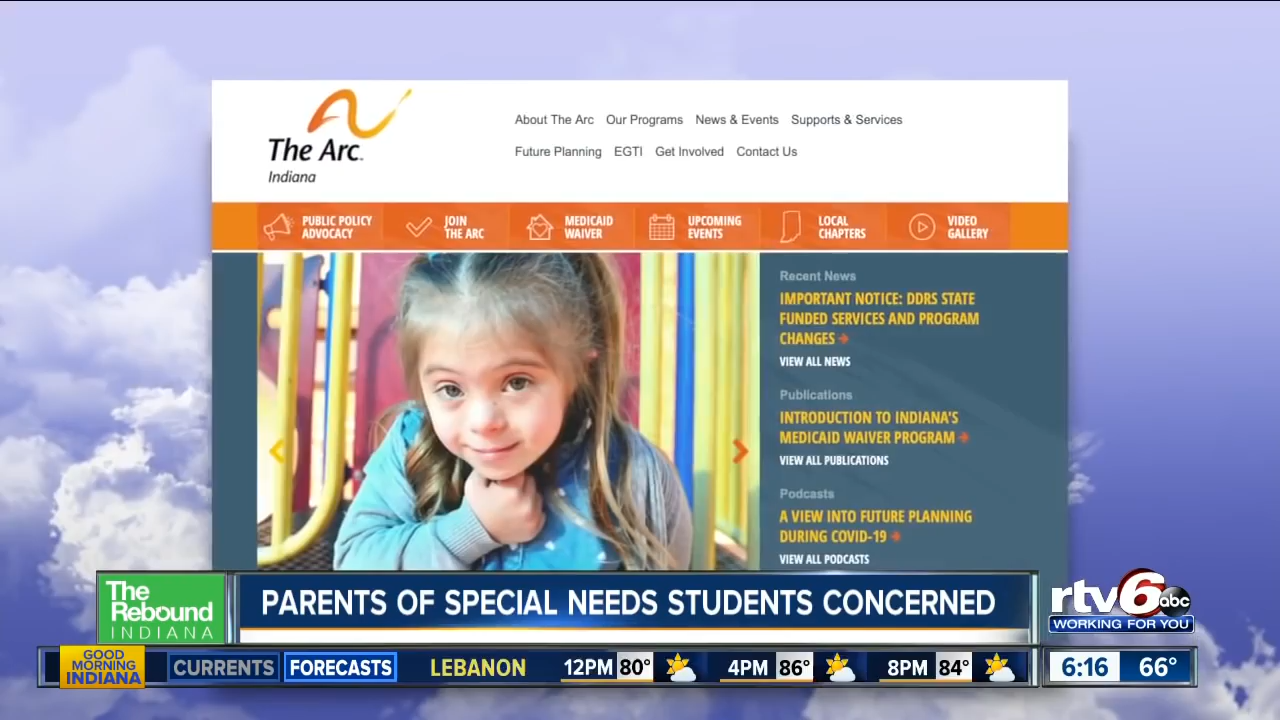 The Arc
Indiana
About The Arc Our Programs News & Events Supports & Services
Future Planning EGTI Get Involved Contact Us
PUBLIC POLICY
ADVOCACY
JOIN
THE ARC
MEDICAID
WAIVER
UPCOMING
EVENTS
LOCAL
CHAPTERS
VIDEO
GALLERY
Recent News
IMPORTANT NOTICE: DDRS STATE
FUNDED SERVICES AND PROGRAM
CHANGES
VIEW ALL NEWS
Publications
INTRODUCTION TO INDIANA'S
MEDICAID WAIVER PROGRAM
VIEW ALL PUBLICATIONS
Podcasts
A VIEW INTO FUTURE PLANNING
DURING COVID-19
VIEW ALL PODCASTS
The
Rebound
INDIANA
PARENTS OF SPECIAL NEEDS STUDENTS CONCERNED
rtv6 abc
WORKING FOR YOU
GOOD
MORNING
INDIANA
CURRENTS FORECASTS LEBANON 12PM 80° 4PM 86° 8PM 84°
6:16 66°